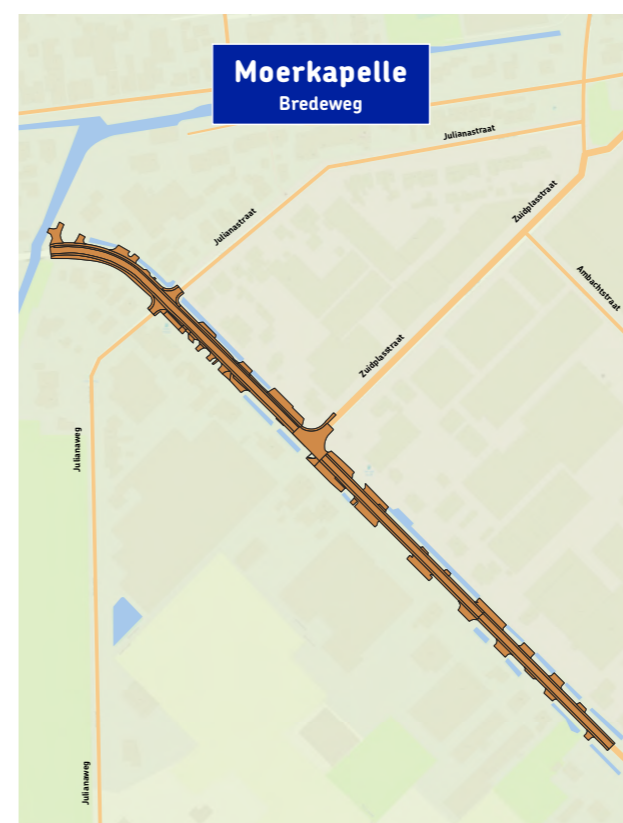 Moerkapelle
Bredeweg
Julianastraat
Zuidplasstraat
Julianastraat
Ambachtstraat
Zuidplasstraat
Julianaweg
Julianaweg